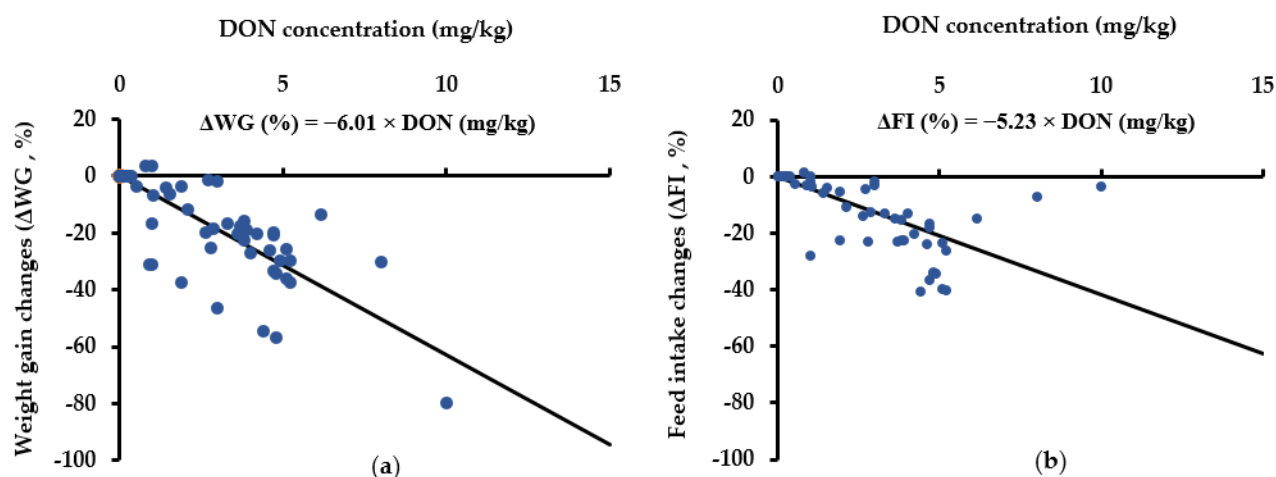 DON concentration (mg/kg)
0 5 10 15
ΔWG (%) = −6.01 × DON (mg/kg)
Weight gain changes (ΔWG , %)
20
0
-20
-40
-60
-80
-100
(a)
DON concentration (mg/kg)
0 5 10 15
ΔFI (%) = −5.23 × DON (mg/kg)
Feed intake changes (ΔFI , %)
20
0
-20
-40
-60
-80
-100
(b)